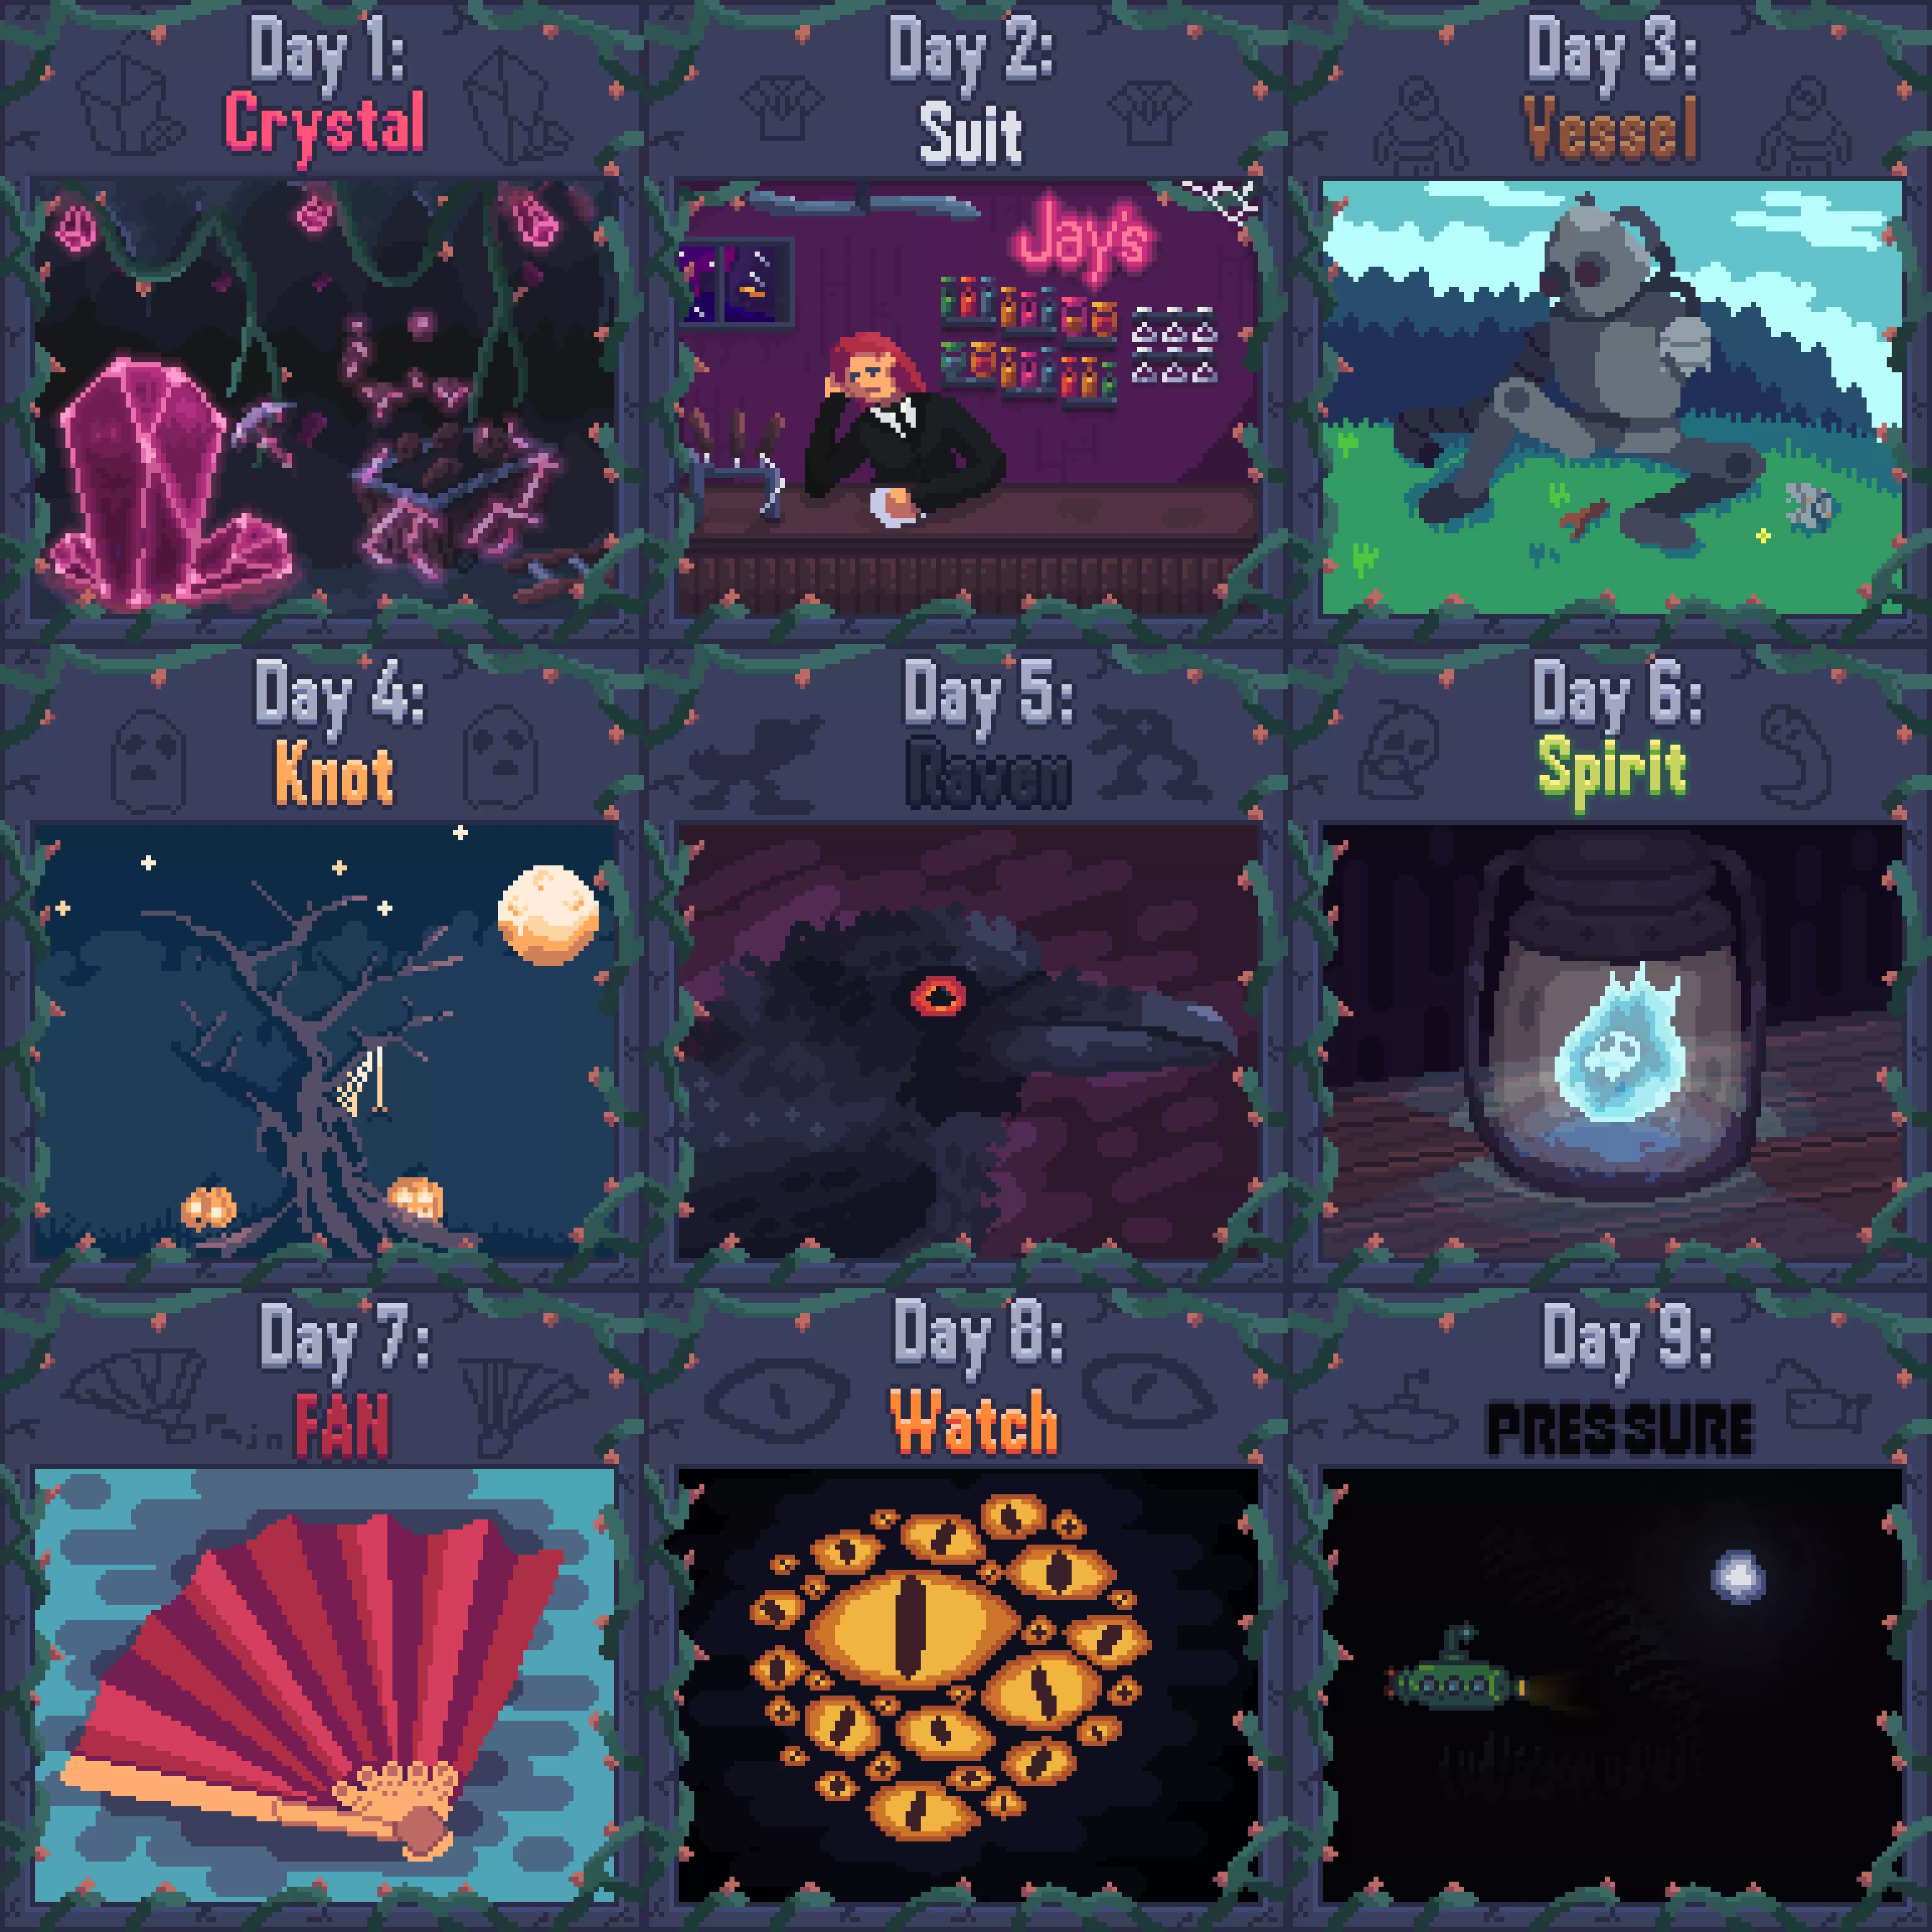 Day 1:
Crystal
Day 2:
Suit
Jay's
Day 3:
Vessel
Day 4:
Knot
Day 5:
Raven
Day 6:
Spirit
Day 7:
FAN
Day 8:
Watch
Day 9:
PRESSURE